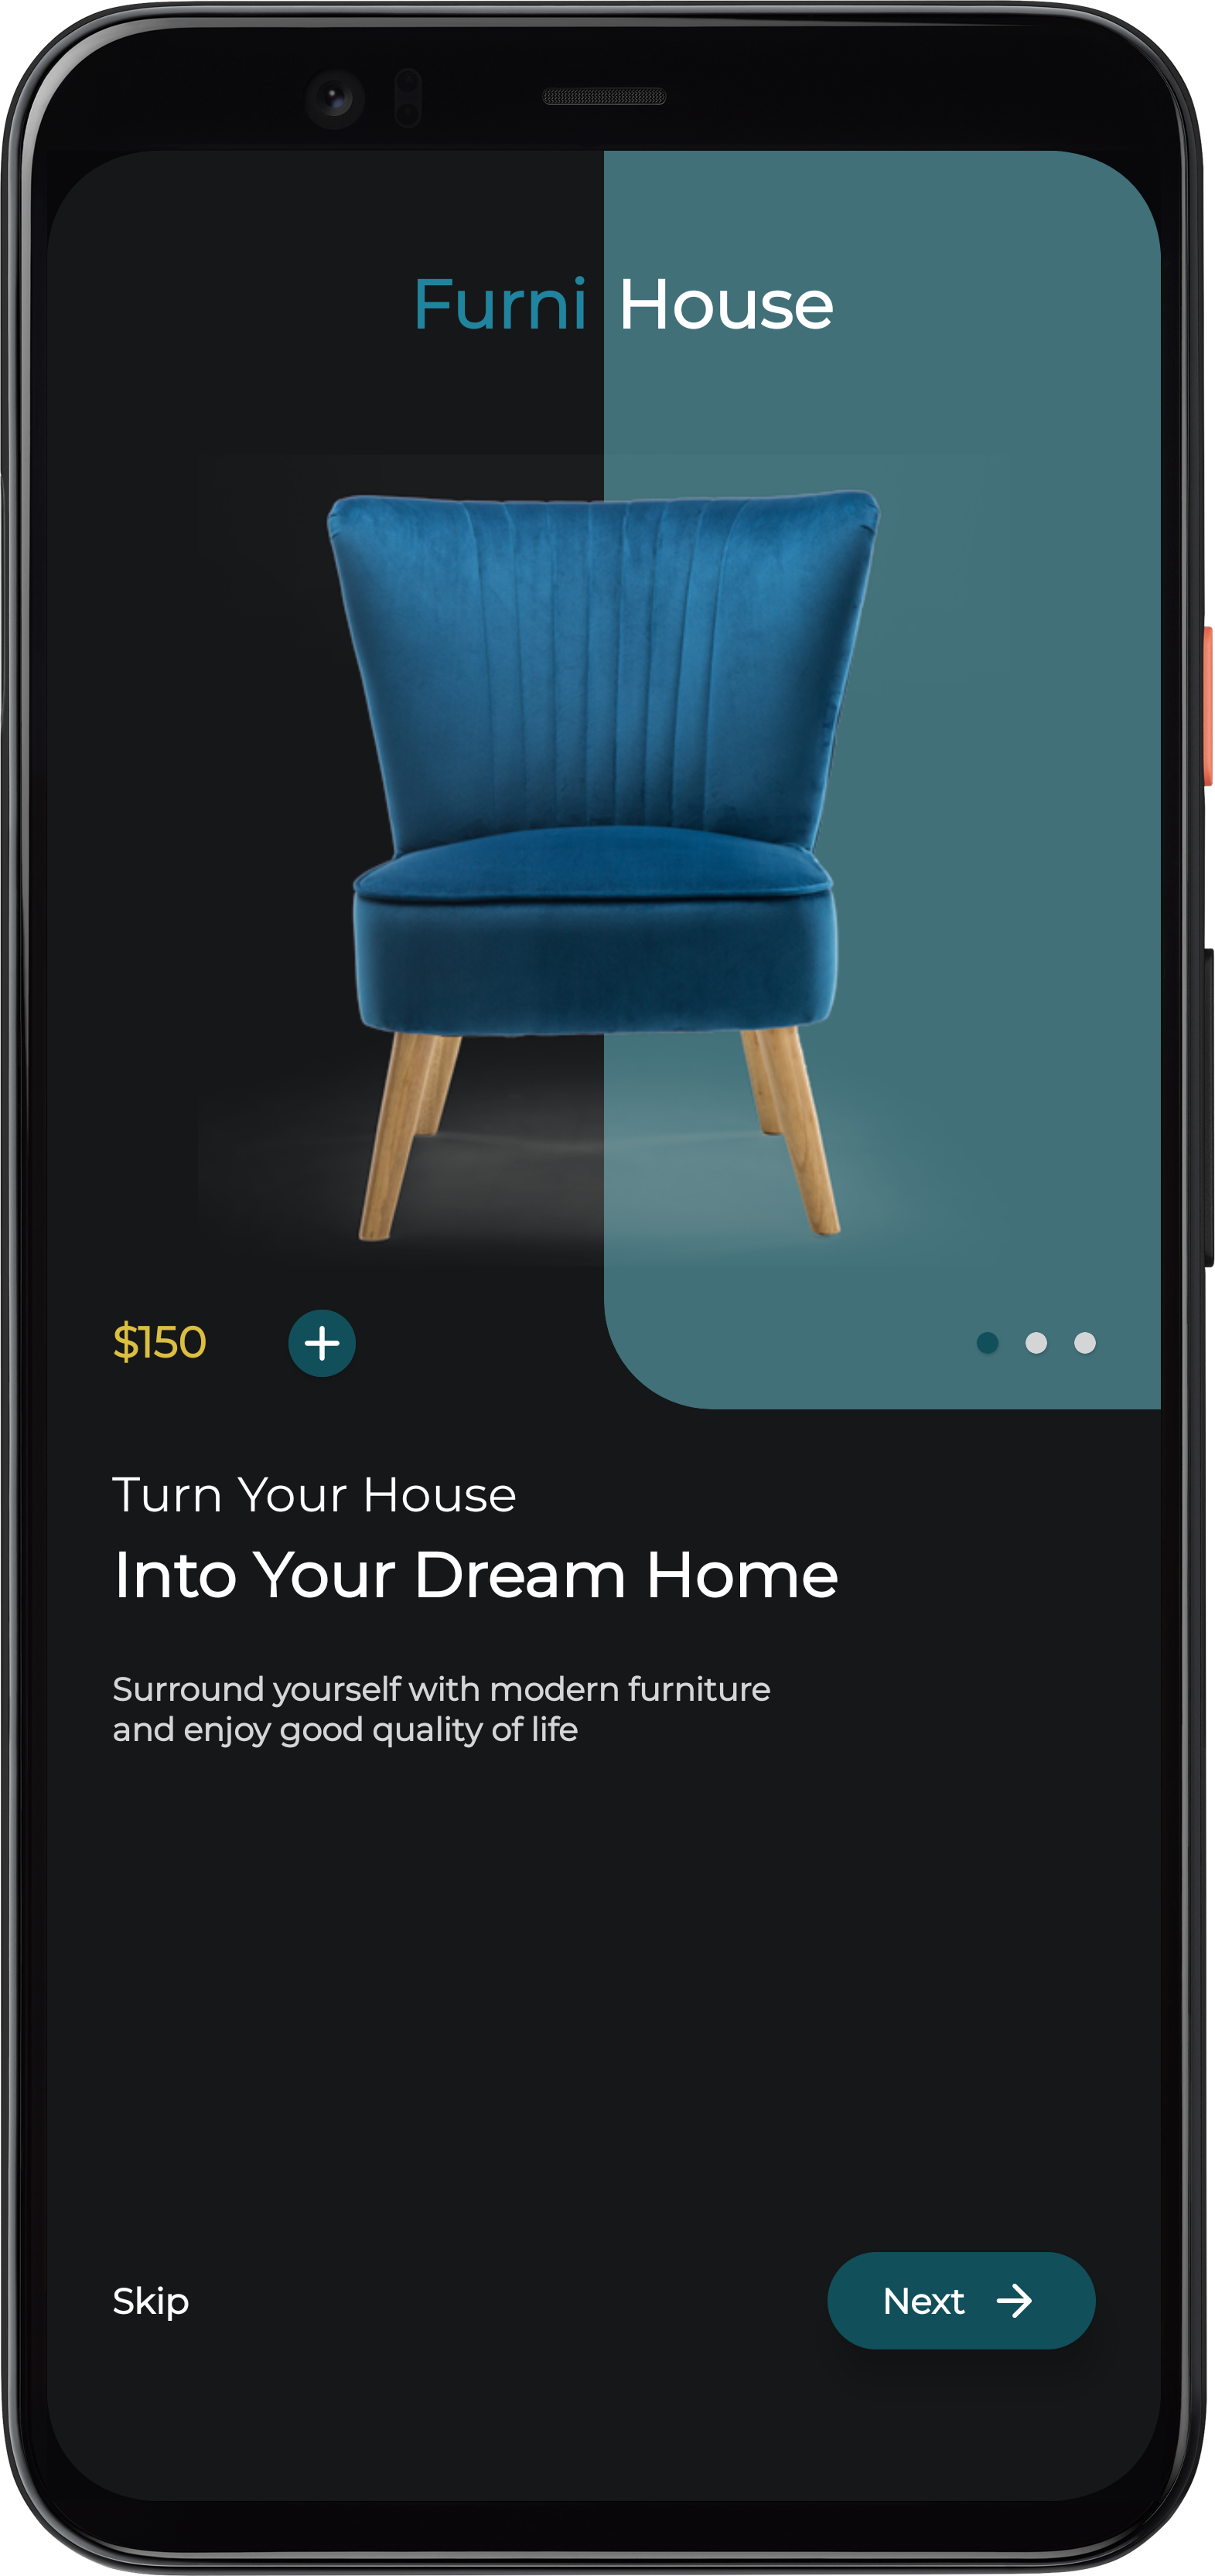 Furni House
$150
Turn Your House
Into Your Dream Home
Surround yourself with modern furniture
and enjoy good quality of life
Skip
Next